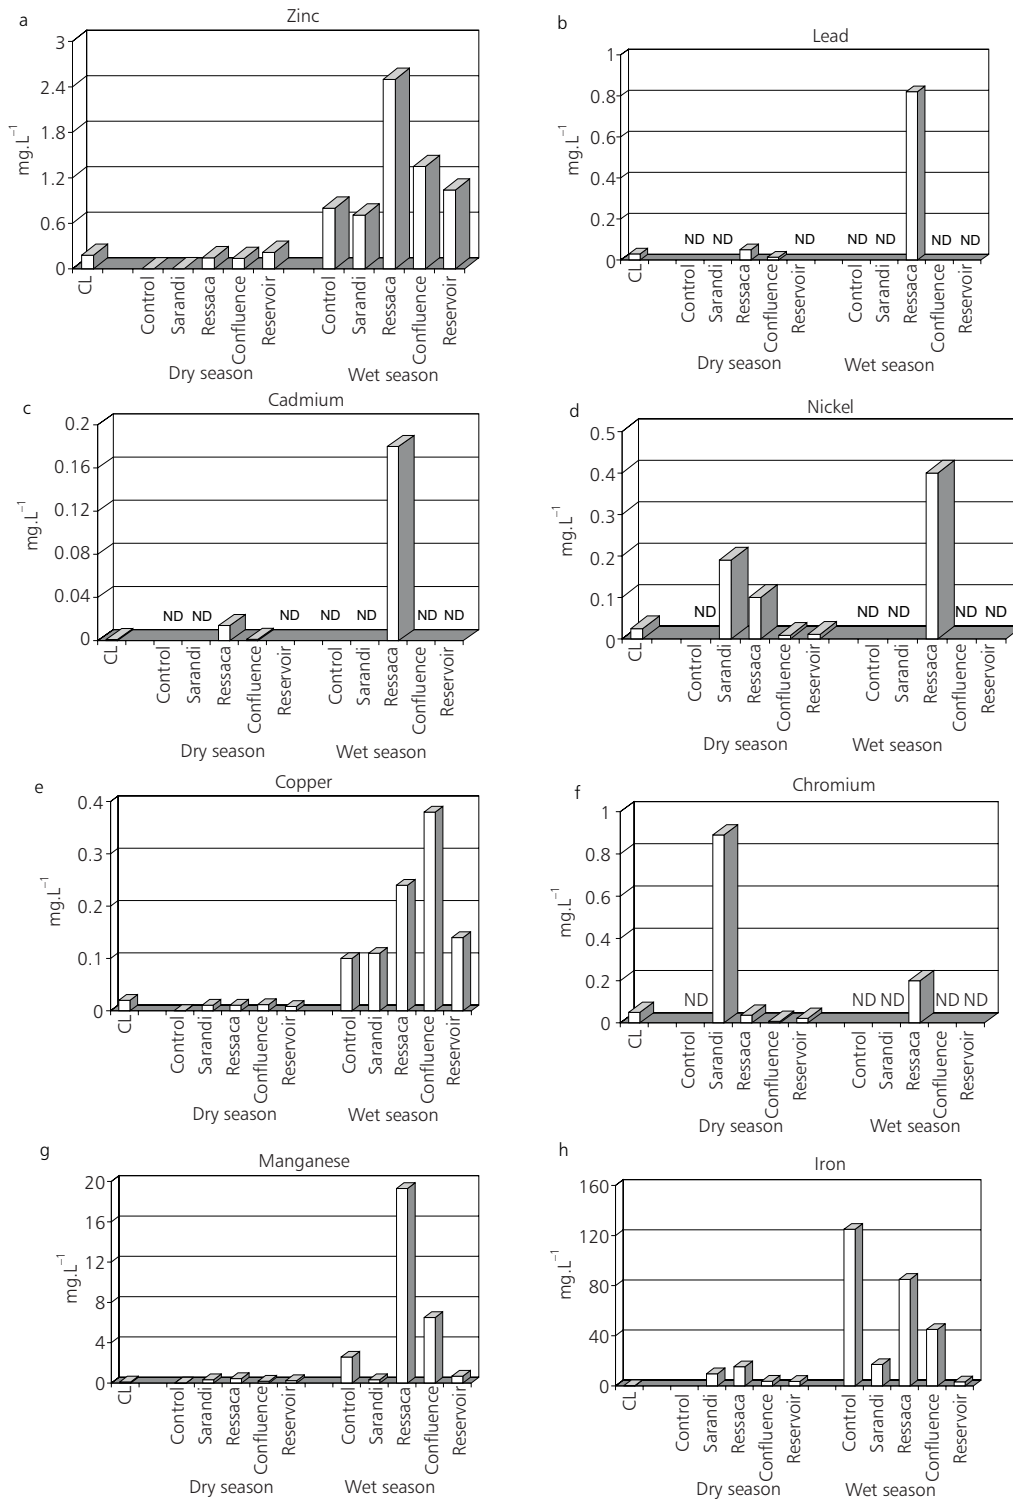 a
Zinc
3
2.4
1.8
1.2
0.6
0
mg.L⁻¹
CL
Control
Sarandi
Ressaca
Confluence
Reservoir
Control
Sarandi
Ressaca
Confluence
Reservoir
Dry season
Wet season
b
Lead
1
0.8
0.6
0.4
0.2
0
mg.L⁻¹
ND ND ND ND ND ND ND
CL
Control
Sarandi
Ressaca
Confluence
Reservoir
Control
Sarandi
Ressaca
Confluence
Reservoir
Dry season
Wet season
c
Cadmium
0.2
0.16
0.12
0.08
0.04
0
mg.L⁻¹
ND ND ND ND ND ND ND
CL
Control
Sarandi
Ressaca
Confluence
Reservoir
Control
Sarandi
Ressaca
Confluence
Reservoir
Dry season
Wet season
d
Nickel
0.5
0.4
0.3
0.2
0.1
0
mg.L⁻¹
ND ND ND ND ND
CL
Control
Sarandi
Ressaca
Confluence
Reservoir
Control
Sarandi
Ressaca
Confluence
Reservoir
Dry season
Wet season
e
Copper
0.4
0.3
0.2
0.1
0
mg.L⁻¹
CL
Control
Sarandi
Ressaca
Confluence
Reservoir
Control
Sarandi
Ressaca
Confluence
Reservoir
Dry season
Wet season
f
Chromium
1
0.8
0.6
0.4
0.2
0
mg.L⁻¹
ND ND ND ND ND
CL
Control
Sarandi
Ressaca
Confluence
Reservoir
Control
Sarandi
Ressaca
Confluence
Reservoir
Dry season
Wet season
g
Manganese
20
16
12
8
4
0
mg.L⁻¹
CL
Control
Sarandi
Ressaca
Confluence
Reservoir
Control
Sarandi
Ressaca
Confluence
Reservoir
Dry season
Wet season
h
Iron
160
120
80
40
0
mg.L⁻¹
CL
Control
Sarandi
Ressaca
Confluence
Reservoir
Control
Sarandi
Ressaca
Confluence
Reservoir
Dry season
Wet season